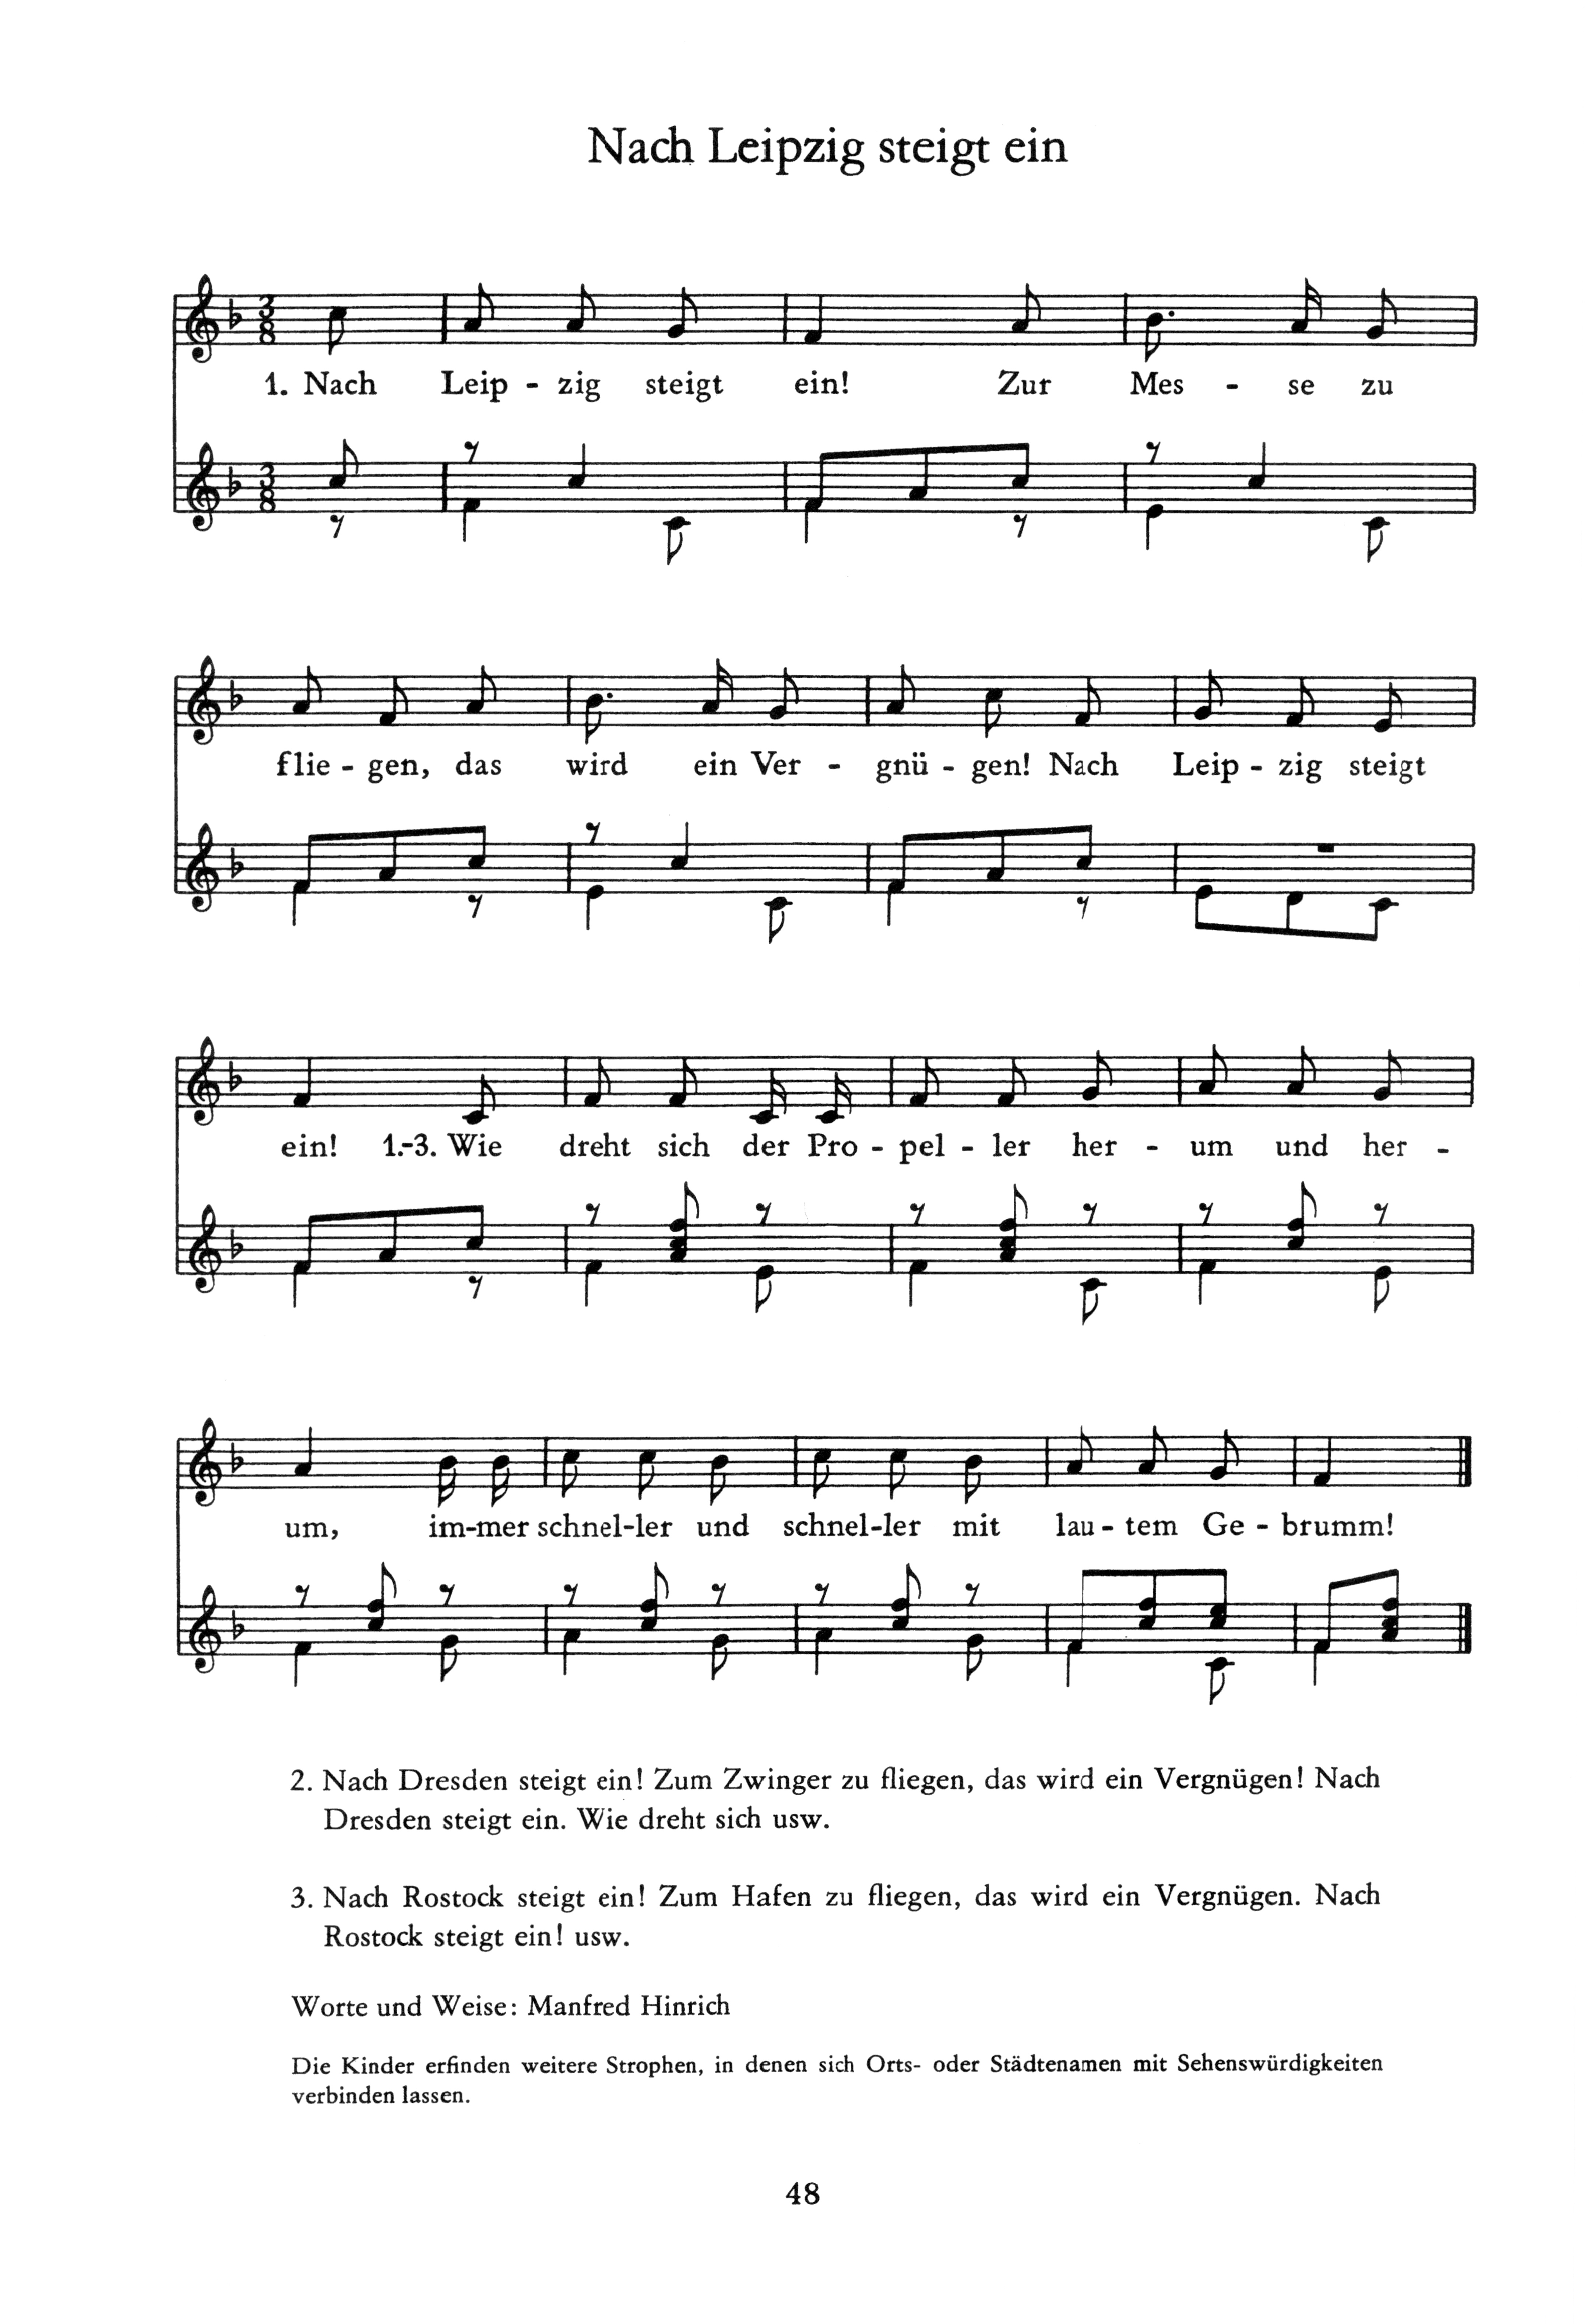 Nach Leipzig steigt ein
1. Nach Leip - zig steigt ein! Zur Mes - se zu
flie - gen, das wird ein Ver - gnü - gen! Nach Leip - zig steigt
ein! 1.-3. Wie dreht sich der Pro - pel - ler her - um und her -
um, im-mer schnel-ler und schnel-ler mit lau - tem Ge - brumm!
2. Nach Dresden steigt ein! Zum Zwinger zu fliegen, das wird ein Vergnügen! Nach
Dresden steigt ein. Wie dreht sich usw.
3. Nach Rostock steigt ein! Zum Hafen zu fliegen, das wird ein Vergnügen. Nach
Rostock steigt ein! usw.
Worte und Weise: Manfred Hinrich
Die Kinder erfinden weitere Strophen, in denen sich Orts- oder Städtenamen mit Sehenswürdigkeiten
verbinden lassen.
48